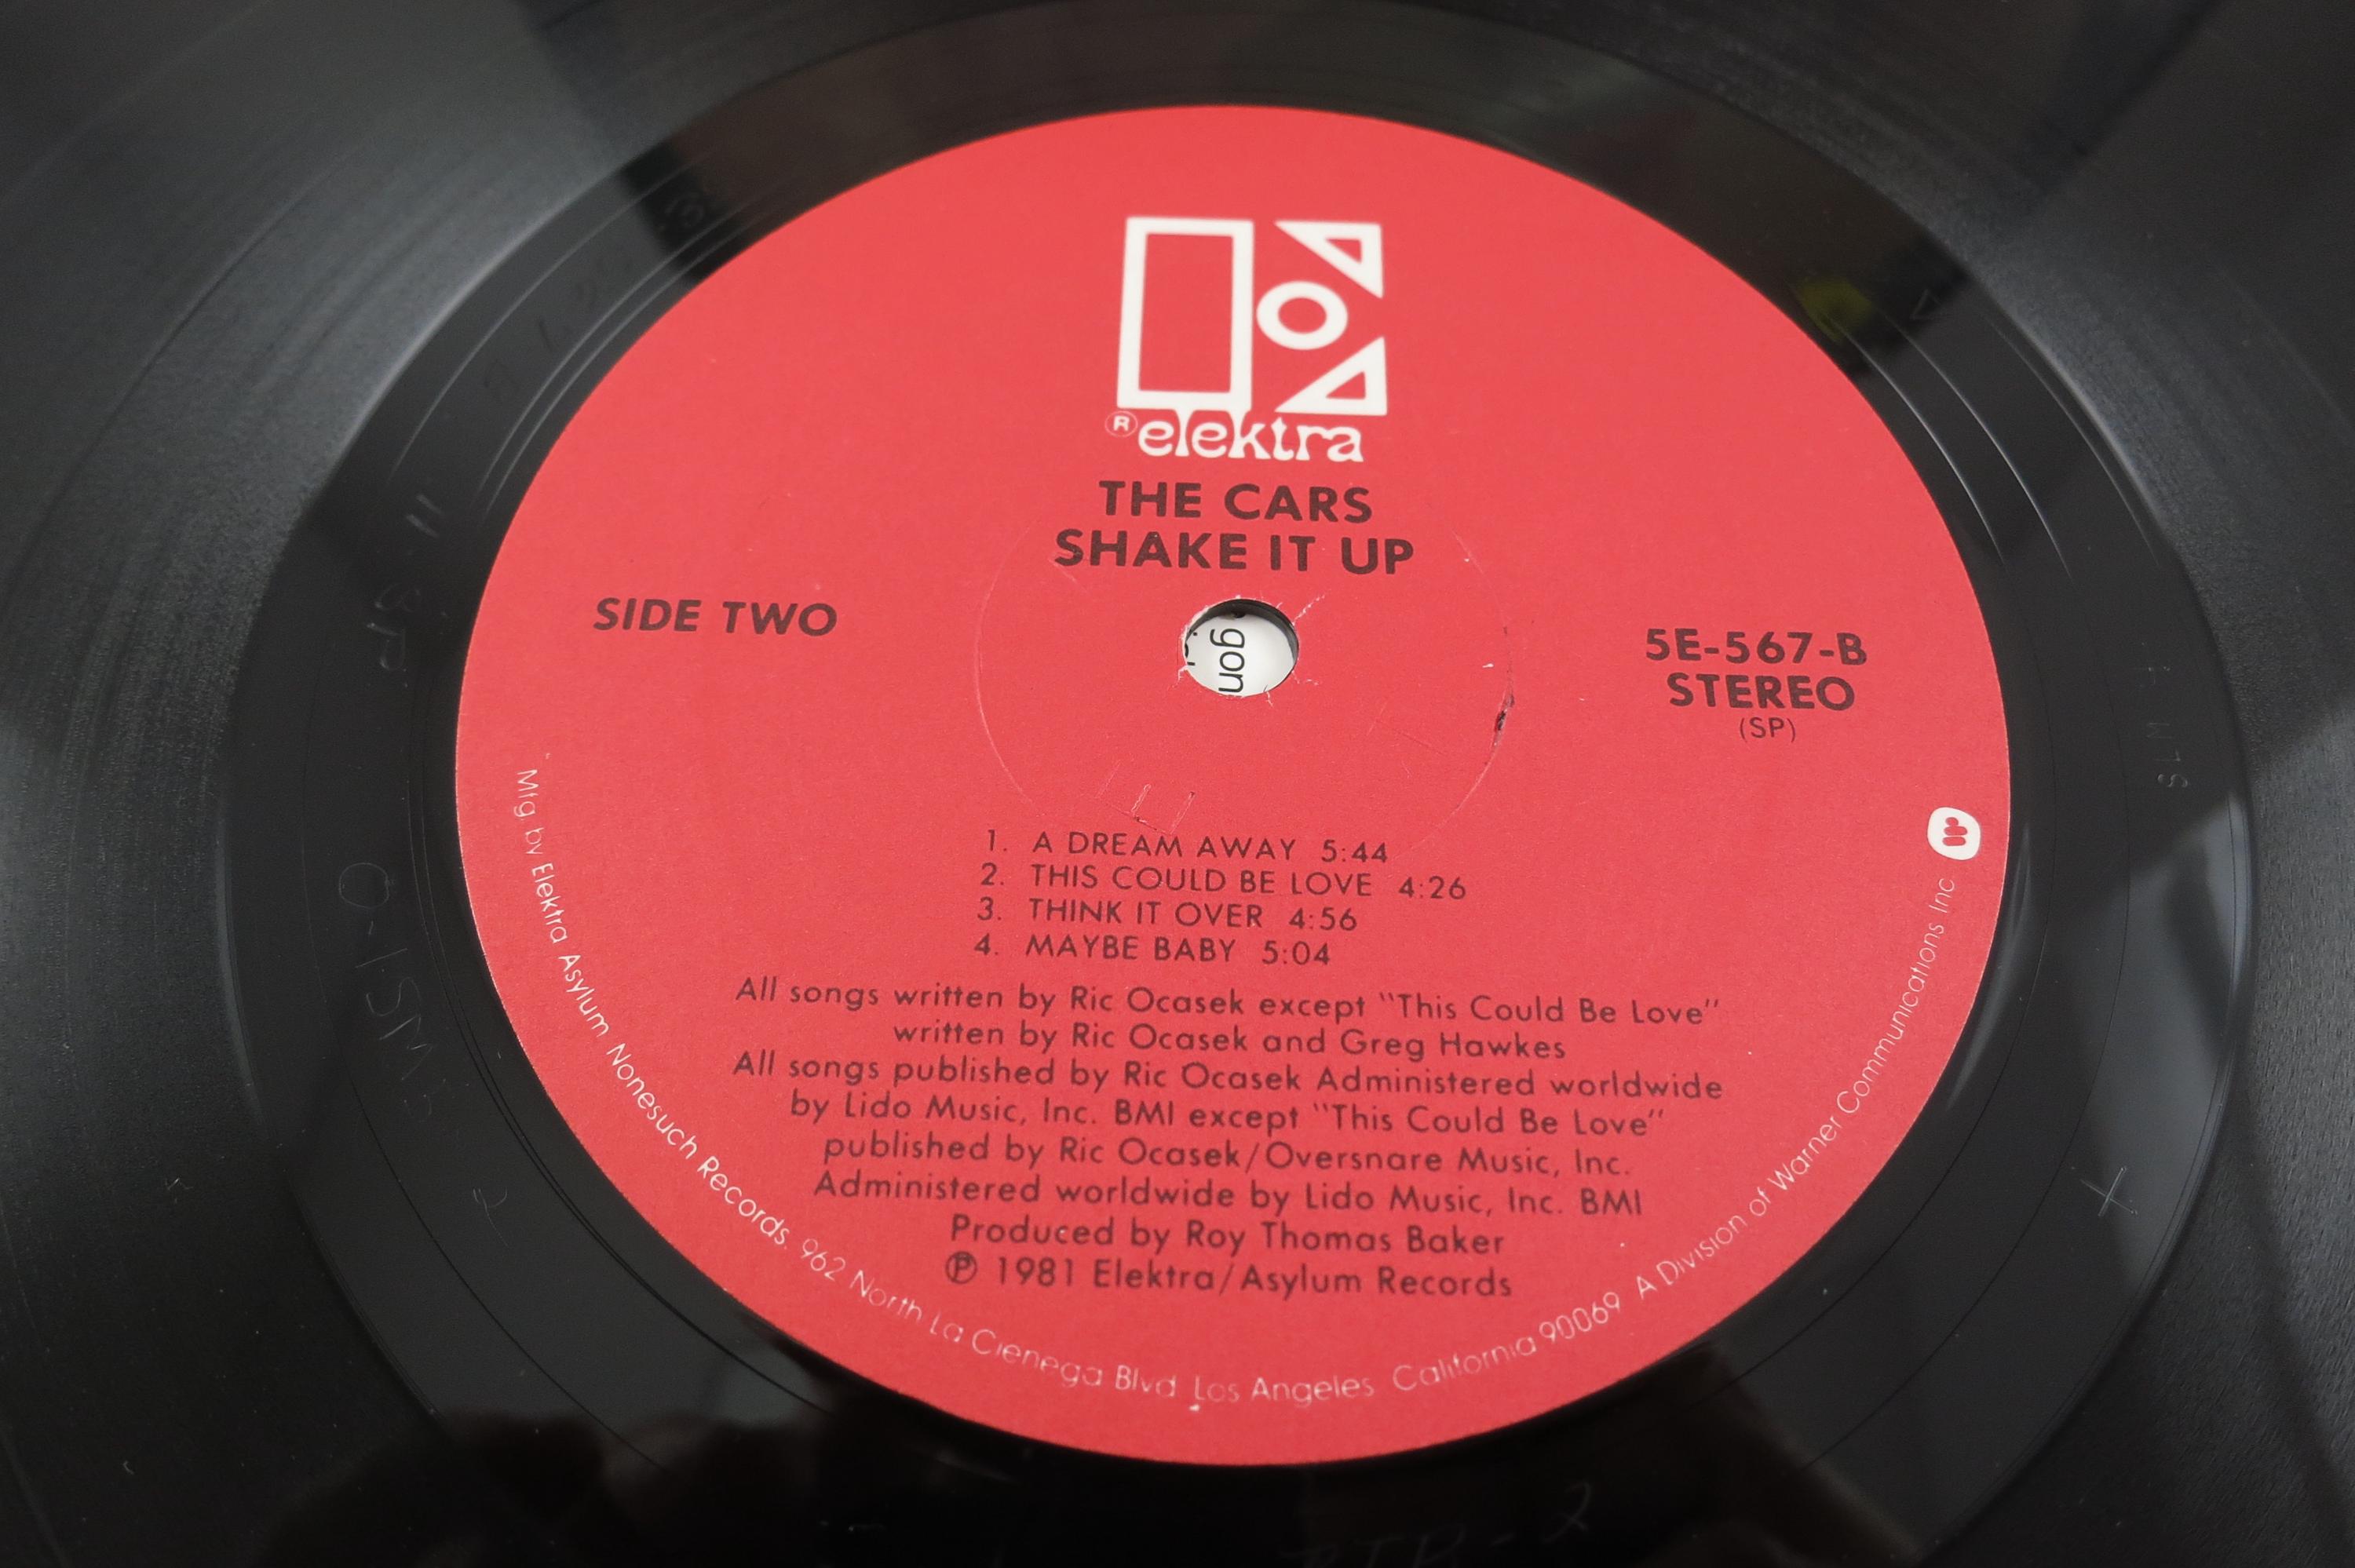 ® elektra
THE CARS
SHAKE IT UP
SIDE TWO
5E-567-B
STEREO
(SP)
gon
1. A DREAM AWAY 5:44
2. THIS COULD BE LOVE 4:26
3. THINK IT OVER 4:56
4. MAYBE BABY 5:04
All songs written by Ric Ocasek except "This Could Be Love"
written by Ric Ocasek and Greg Hawkes
All songs published by Ric Ocasek Administered worldwide
by Lido Music, Inc. BMI except "This Could Be Love"
published by Ric Ocasek/Oversnare Music, Inc.
Administered worldwide by Lido Music, Inc. BMI
Produced by Roy Thomas Baker
℗ 1981 Elektra/Asylum Records
Mfg. by Elektra Asylum Nonesuch Records. 962 North La Cienega Blvd Los Angeles California 90069 A Division of Warner Communications Inc